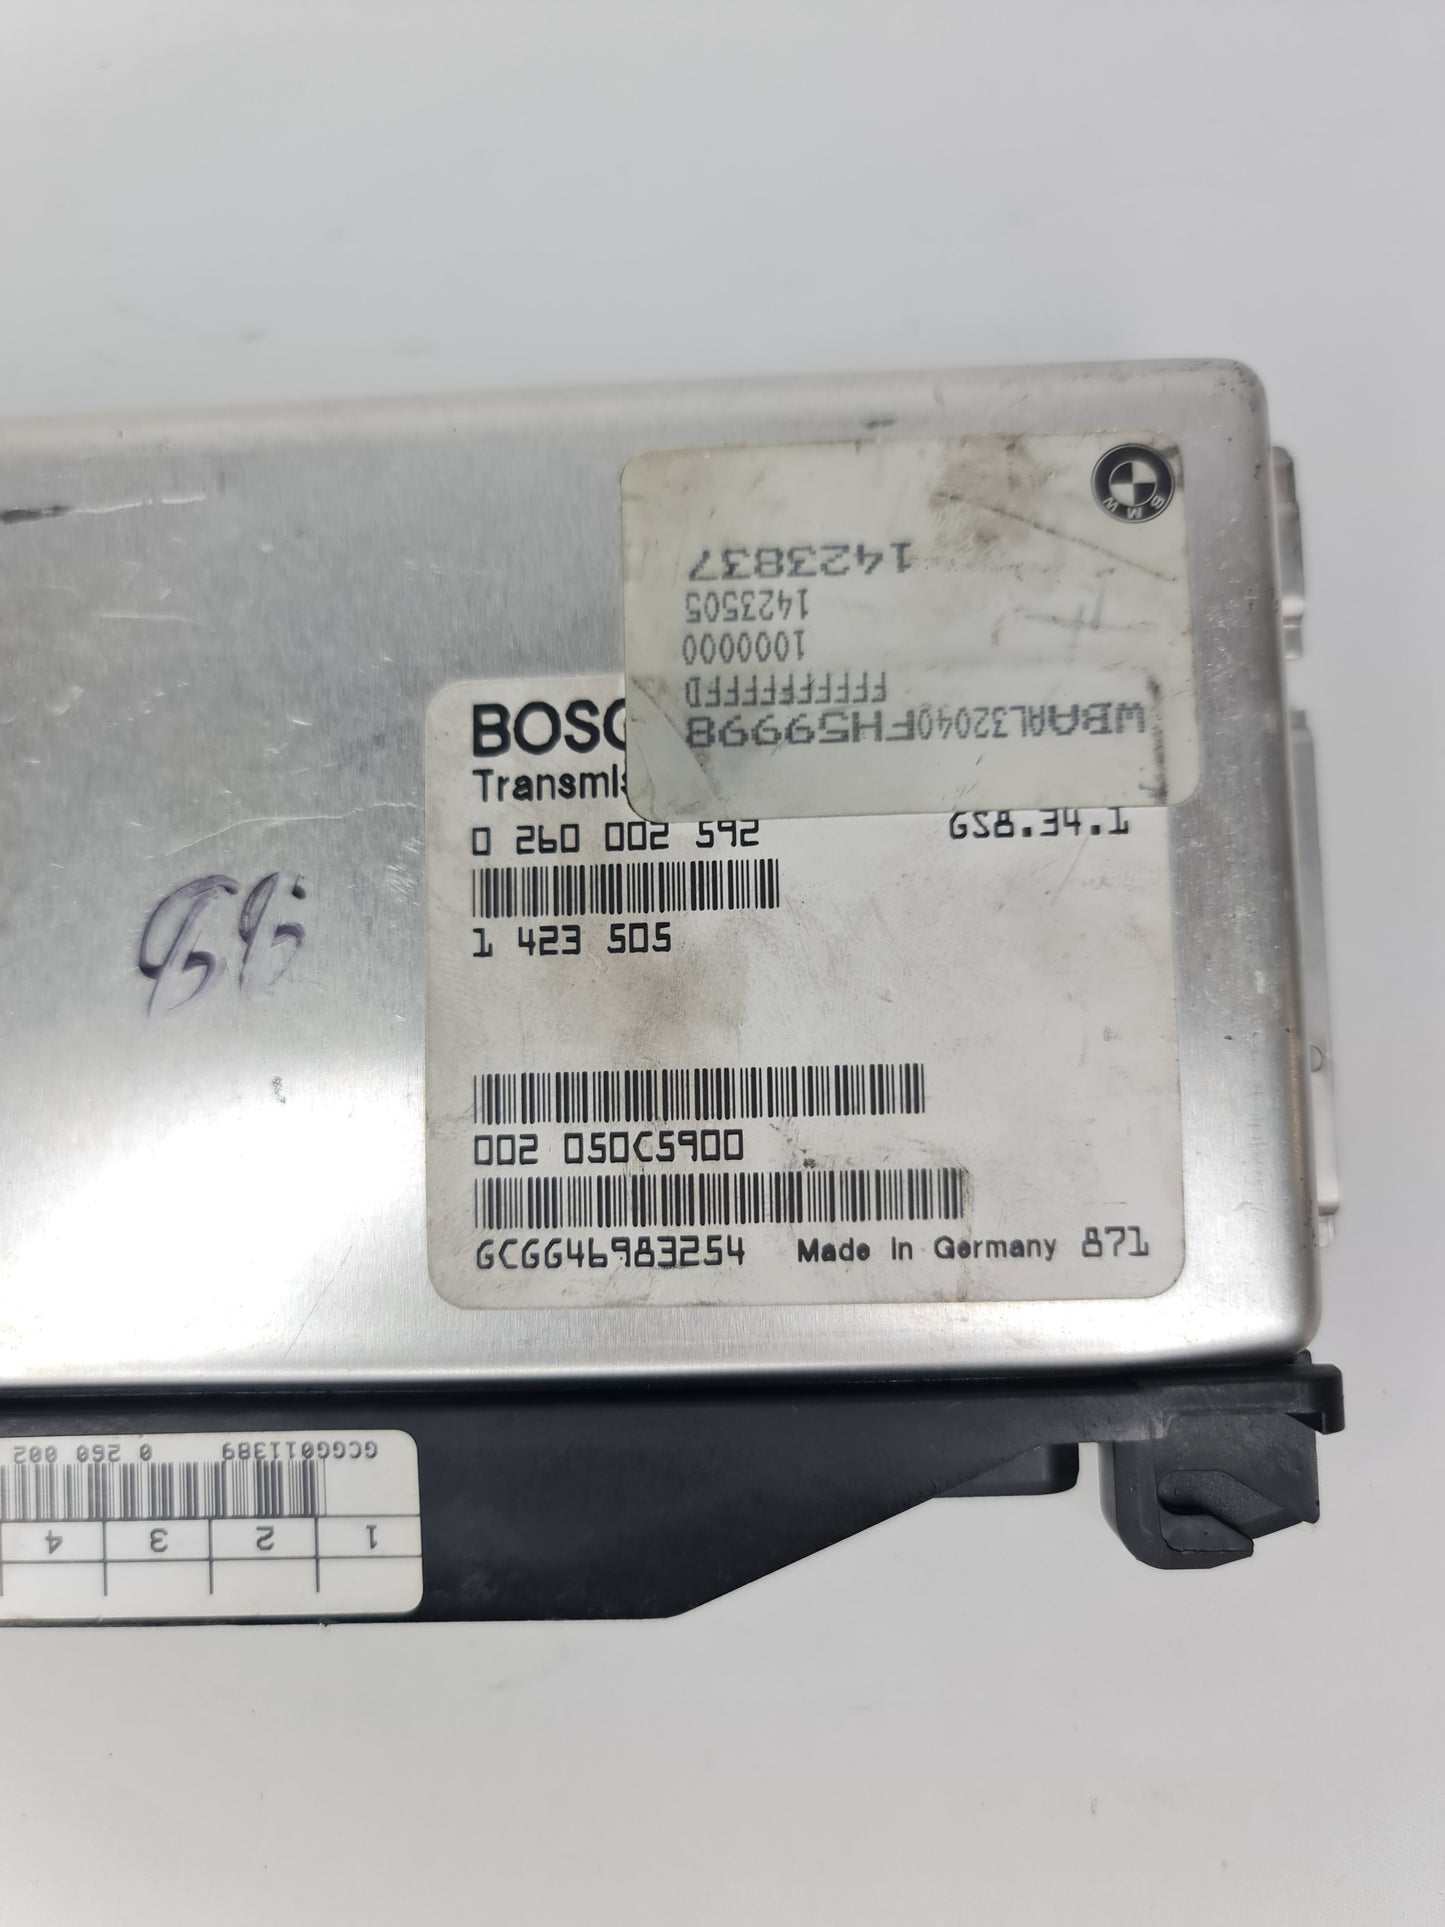 BMW
1423837
1423505
1000000
FFFFFFFFFD
WBAAL32040FH59998
BOSC
Transmis
0 260 002 592 GS8.34.1
1 423 505
002 050C5900
GCGG46983254 Made in Germany 871
GCGG011389 0 260 002
1 2 3 4